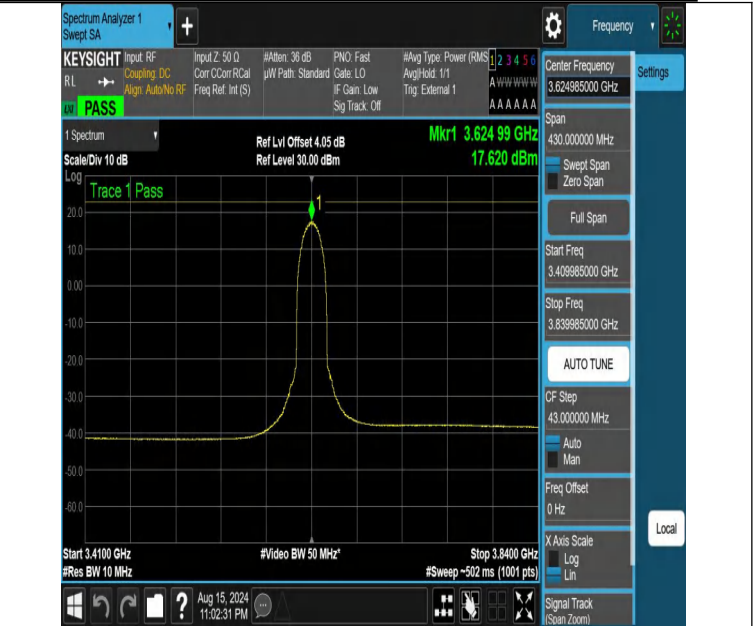 Spectrum Analyzer 1
Swept SA
+
Frequency
KEYSIGHT
RL
PASS
Input: RF
Coupling: DC
Align: Auto/No RF
Input Z: 50 Ω
Corr CCorr RCal
Freq Ref: Int (S)
#Atten: 36 dB
µW Path: Standard
PNO: Fast
Gate: LO
IF Gain: Low
Sig Track: Off
#Avg Type: Power (RMS
Avg|Hold: 1/1
Trig: External 1
1 2 3 4 5 6
A W W W W W
A A A A A A
1 Spectrum
Scale/Div 10 dB
Ref Lvl Offset 4.05 dB
Ref Level 30.00 dBm
Mkr1 3.624 99 GHz
17.620 dBm
Log
Trace 1 Pass
1
20.0
10.0
0.00
-10.0
-20.0
-30.0
-40.0
-50.0
-60.0
Start 3.4100 GHz
#Res BW 10 MHz
#Video BW 50 MHz*
Stop 3.8400 GHz
#Sweep ~502 ms (1001 pts)
Center Frequency
3.624985000 GHz
Settings
Span
430.000000 MHz
Swept Span
Zero Span
Full Span
Start Freq
3.409985000 GHz
Stop Freq
3.839985000 GHz
AUTO TUNE
CF Step
43.000000 MHz
Auto
Man
Freq Offset
0 Hz
X Axis Scale
Log
Lin
Local
Signal Track
(Span Zoom)
?
Aug 15, 2024
11:02:31 PM